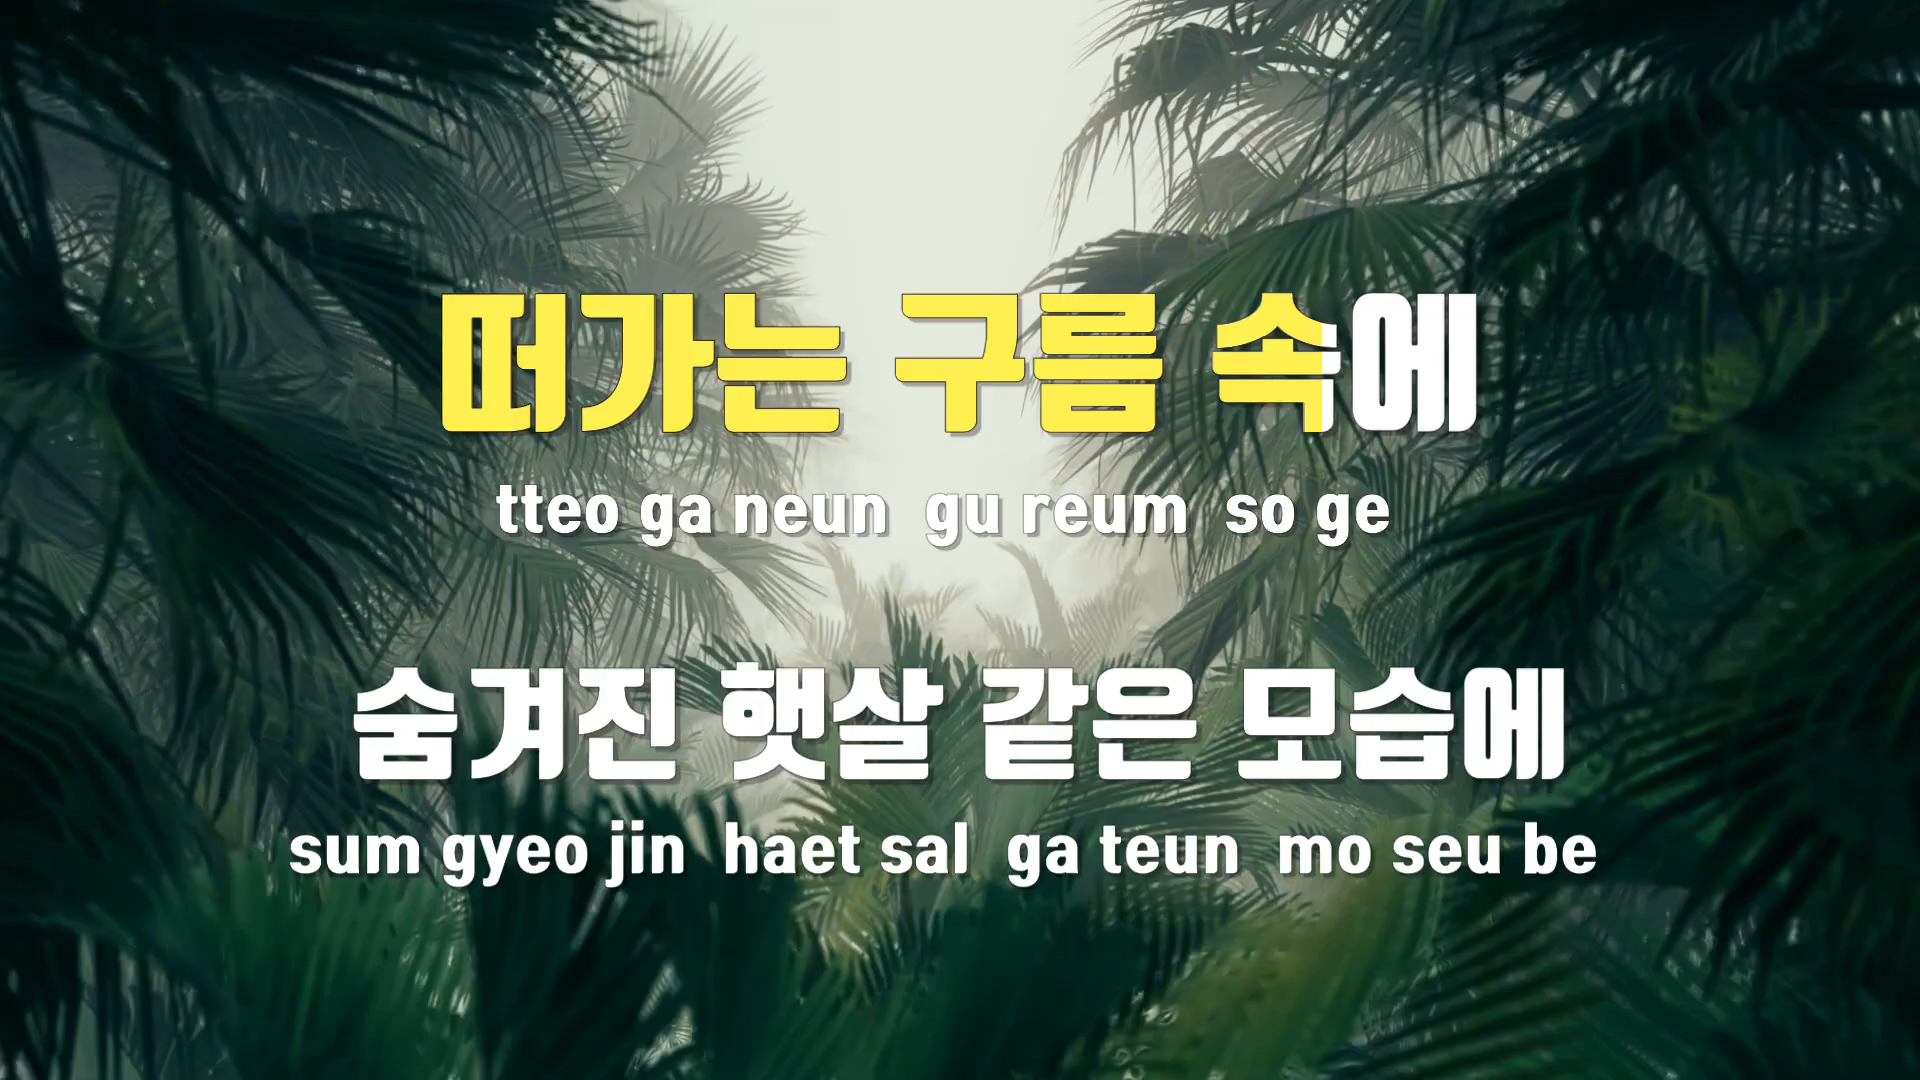 떠가는 구름 속에
tteo ga neun gu reum so ge
숨겨진 햇살 같은 모습에
sum gyeo jin haet sal ga teun mo seu be